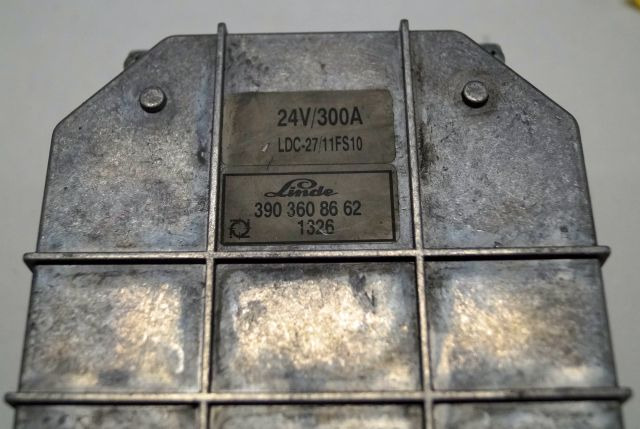 24V/300A
LDC-27/11FS10
Linde
390 360 86 62
1326